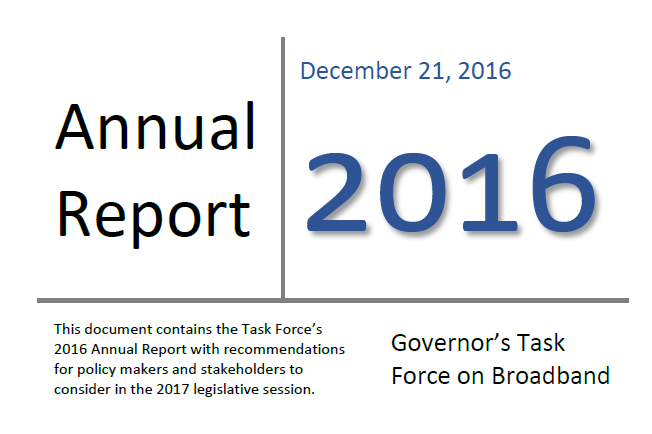 Annual
Report
December 21, 2016
2016
This document contains the Task Force’s
2016 Annual Report with recommendations
for policy makers and stakeholders to
consider in the 2017 legislative session.
Governor’s Task
Force on Broadband